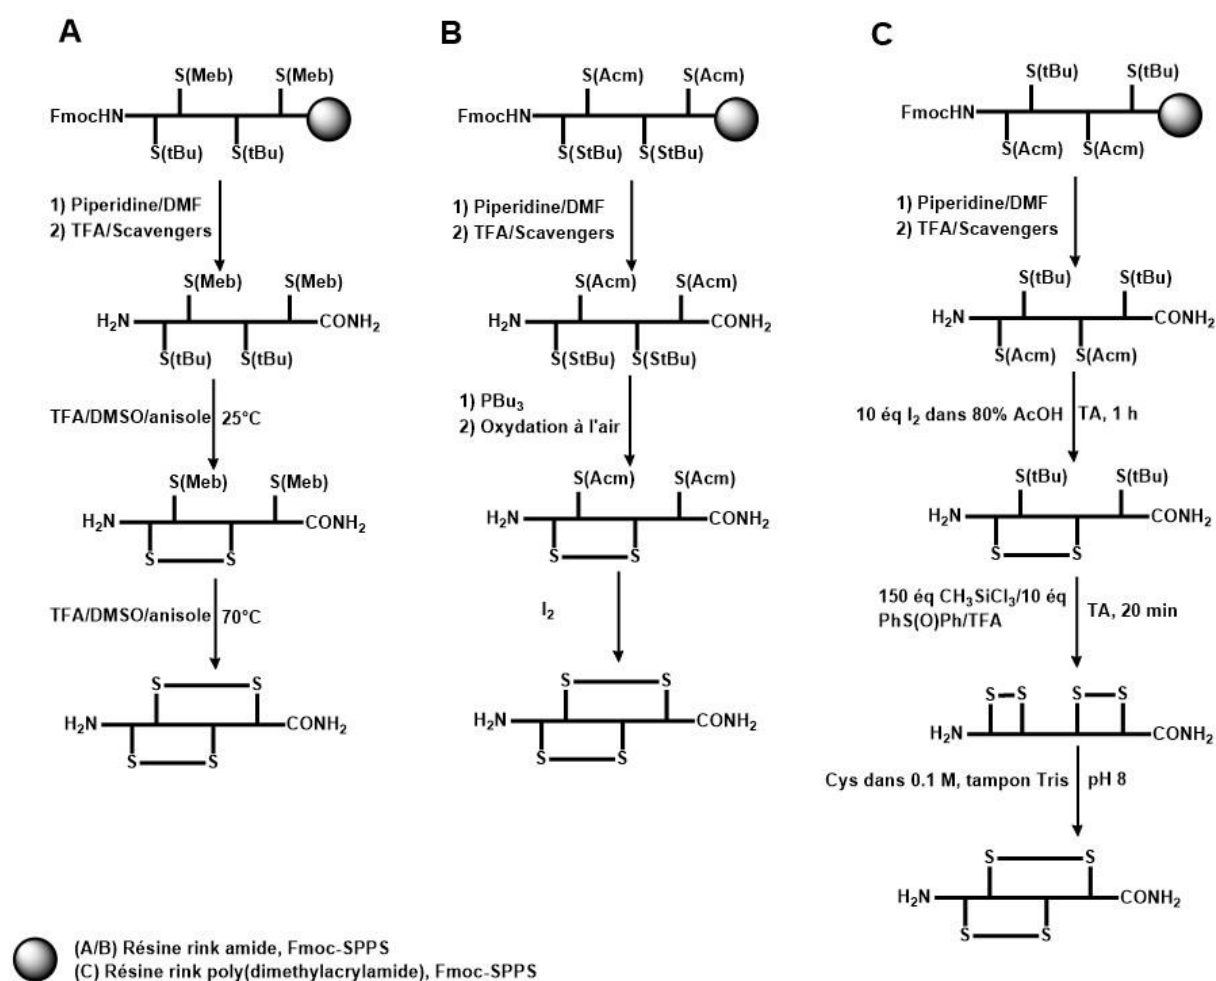 A
S(Meb) S(Meb)
FmocHN
S(tBu) S(tBu)
1) Piperidine/DMF
2) TFA/Scavengers
S(Meb) S(Meb)
H2N CONH2
S(tBu) S(tBu)
TFA/DMSO/anisole 25°C
S(Meb) S(Meb)
H2N CONH2
S S
TFA/DMSO/anisole 70°C
S S
H2N CONH2
S S
B
S(Acm) S(Acm)
FmocHN
S(StBu) S(StBu)
1) Piperidine/DMF
2) TFA/Scavengers
S(Acm) S(Acm)
H2N CONH2
S(StBu) S(StBu)
1) PBu3
2) Oxydation à l'air
S(Acm) S(Acm)
H2N CONH2
S S
I2
S S
H2N CONH2
S S
C
S(tBu) S(tBu)
FmocHN
S(Acm) S(Acm)
1) Piperidine/DMF
2) TFA/Scavengers
S(tBu) S(tBu)
H2N CONH2
S(Acm) S(Acm)
10 éq I2 dans 80% AcOH TA, 1 h
S(tBu) S(tBu)
H2N CONH2
S S
150 éq CH3SiCl3/10 éq
PhS(O)Ph/TFA
TA, 20 min
S S S S
H2N CONH2
Cys dans 0.1 M, tampon Tris pH 8
S S
H2N CONH2
S S
(A/B) Résine rink amide, Fmoc-SPPS
(C) Résine rink poly(dimethylacrylamide), Fmoc-SPPS